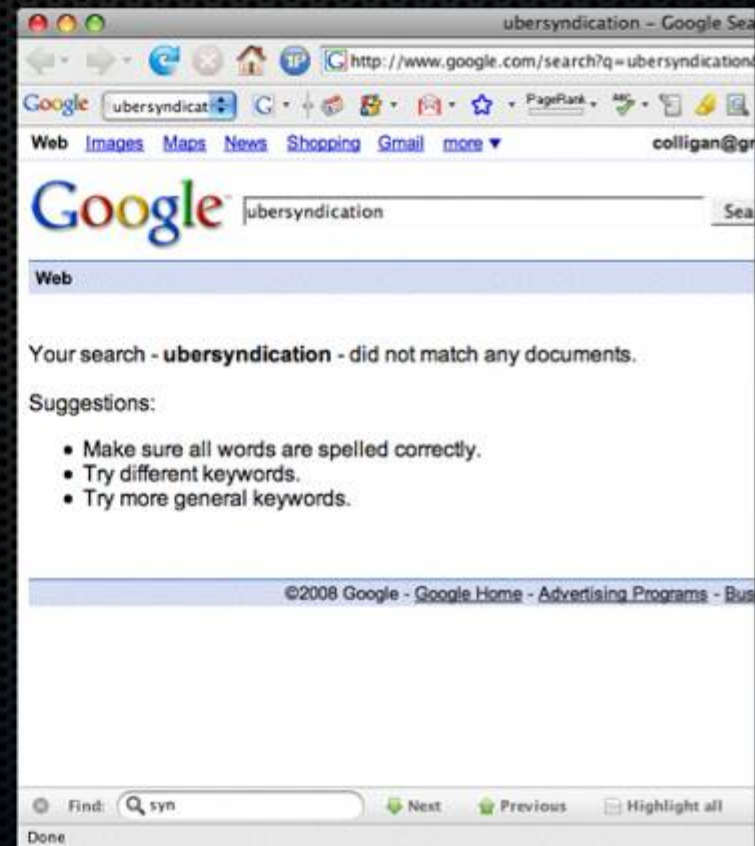 ubersyndication - Google Sea
http://www.google.com/search?q=ubersyndication&
Google ubersyndicat G PageRank ABC
Web Images Maps News Shopping Gmail more ▼ colligan@gr
Google ubersyndication Sea
Web
Your search - ubersyndication - did not match any documents.
Suggestions:
• Make sure all words are spelled correctly.
• Try different keywords.
• Try more general keywords.
©2008 Google - Google Home - Advertising Programs - Bus
Find: syn Next Previous Highlight all
Done